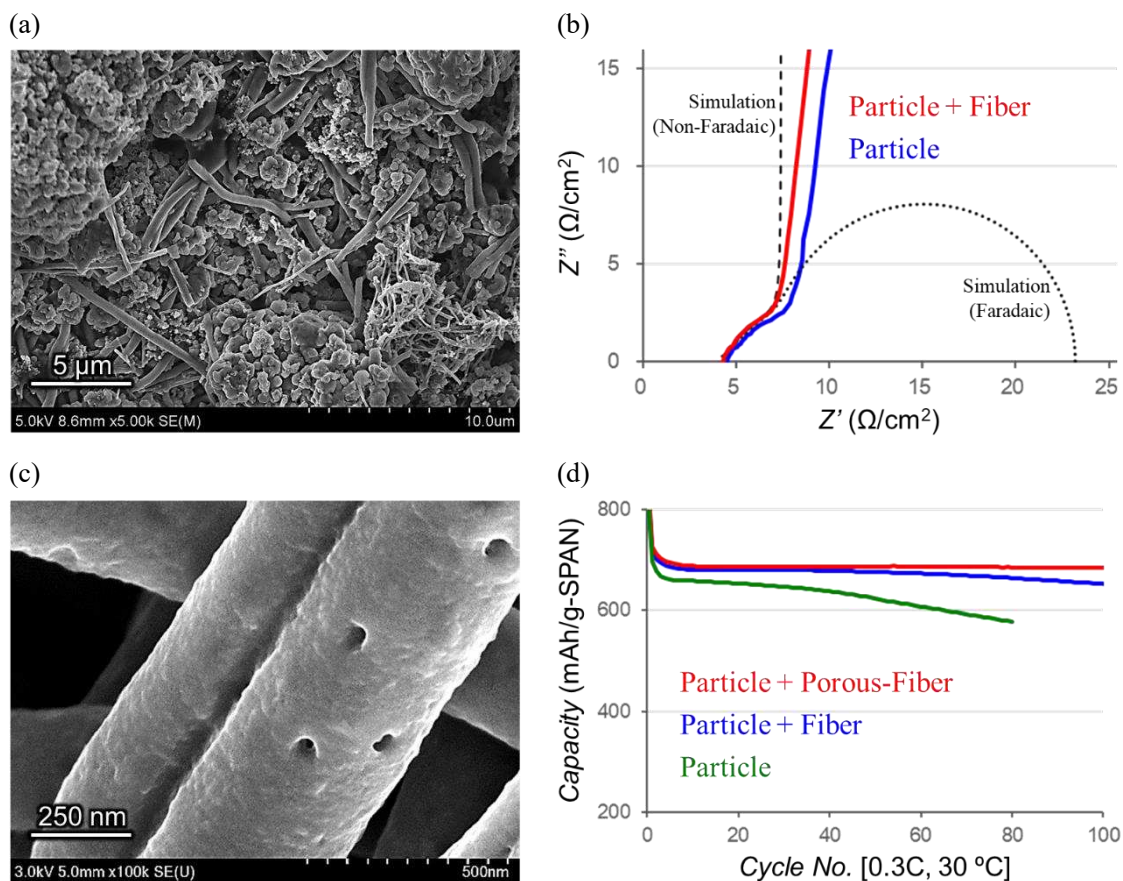 (a)
5 µm
5.0kV 8.6mm x5.00k SE(M)
10.0um
(b)
15
10
5
0
Z″ (Ω/cm²)
Simulation
(Non-Faradaic)
Particle + Fiber
Particle
Simulation
(Faradaic)
0
5
10
15
20
25
Z′ (Ω/cm²)
(c)
250 nm
3.0kV 5.0mm x100k SE(U)
500nm
(d)
800
600
400
200
Capacity (mAh/g-SPAN)
Particle + Porous-Fiber
Particle + Fiber
Particle
0
20
40
60
80
100
Cycle No. [0.3C, 30 ºC]